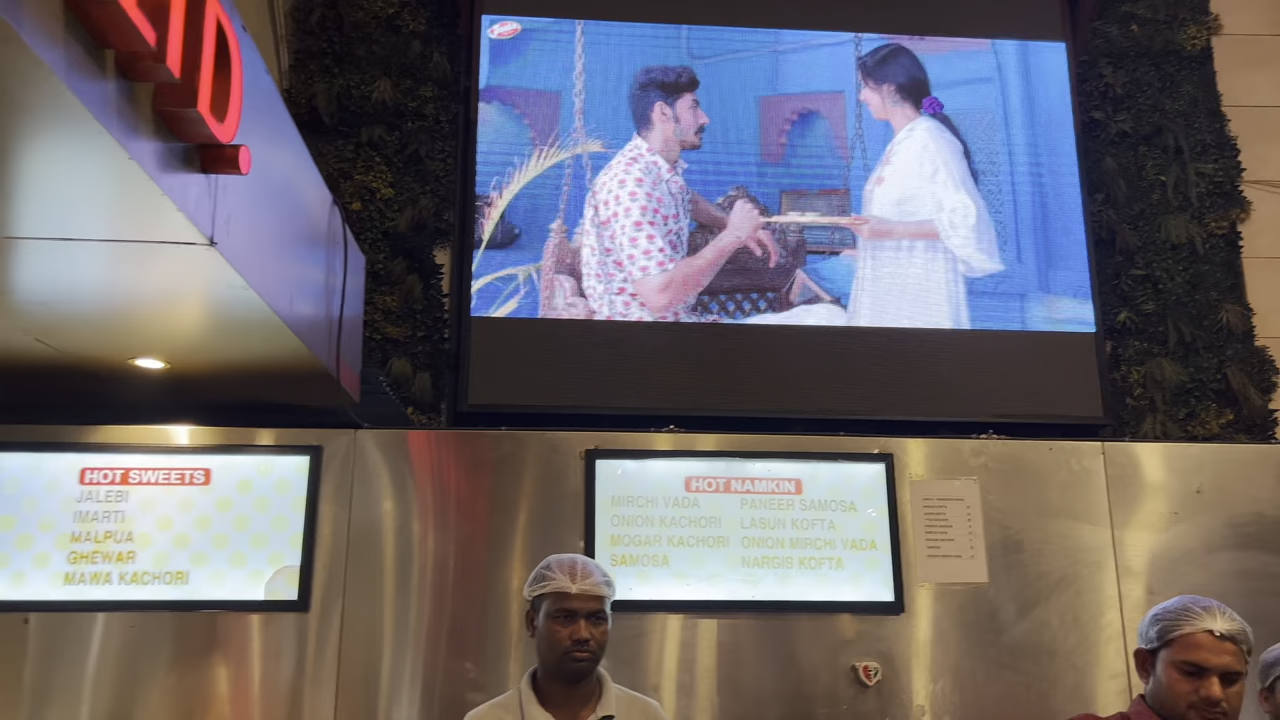 D.
HOT SWEETS
JALEBI
IMARTI
MALPUA
GHEWAR
MAWA KACHORI
HOT NAMKIN
MIRCHI VADA PANEER SAMOSA
ONION KACHORI LASUN KOFTA
MOGAR KACHORI ONION MIRCHI VADA
SAMOSA NARGIS KOFTA